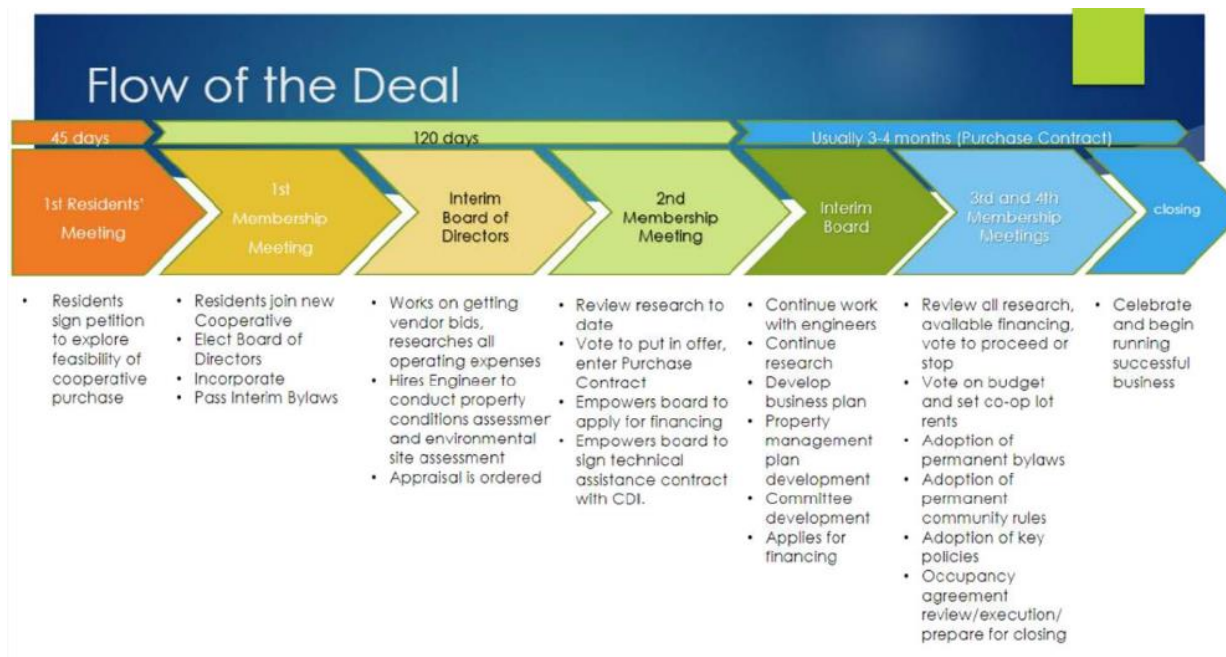 Flow of the Deal
45 days
120 days
Usually 3-4 months (Purchase Contract)
1st Residents'
Meeting
1st
Membership
Meeting
Interim
Board of
Directors
2nd
Membership
Meeting
Interim
Board
3rd and 4th
Membership
Meetings
closing
• Residents
sign petition
to explore
feasibility of
cooperative
purchase
• Residents join new
Cooperative
• Elect Board of
Directors
• Incorporate
• Pass Interim Bylaws
• Works on getting
vendor bids,
researches all
operating expenses
• Hires Engineer to
conduct property
conditions assessmer
and environmental
site assessment
• Appraisal is ordered
• Review research to
date
• Vote to put in offer,
enter Purchase
Contract
• Empowers board to
apply for financing
• Empowers board to
sign technical
assistance contract
with CDI.
• Continue work
with engineers
• Continue
research
• Develop
business plan
• Property
management
plan
development
• Committee
development
• Applies for
financing
• Review all research,
available financing,
vote to proceed or
stop
• Vote on budget
and set co-op lot
rents
• Adoption of
permanent bylaws
• Adoption of
permanent
community rules
• Adoption of key
policies
• Occupancy
agreement
review/execution/
prepare for closing
• Celebrate
and begin
running
successful
business